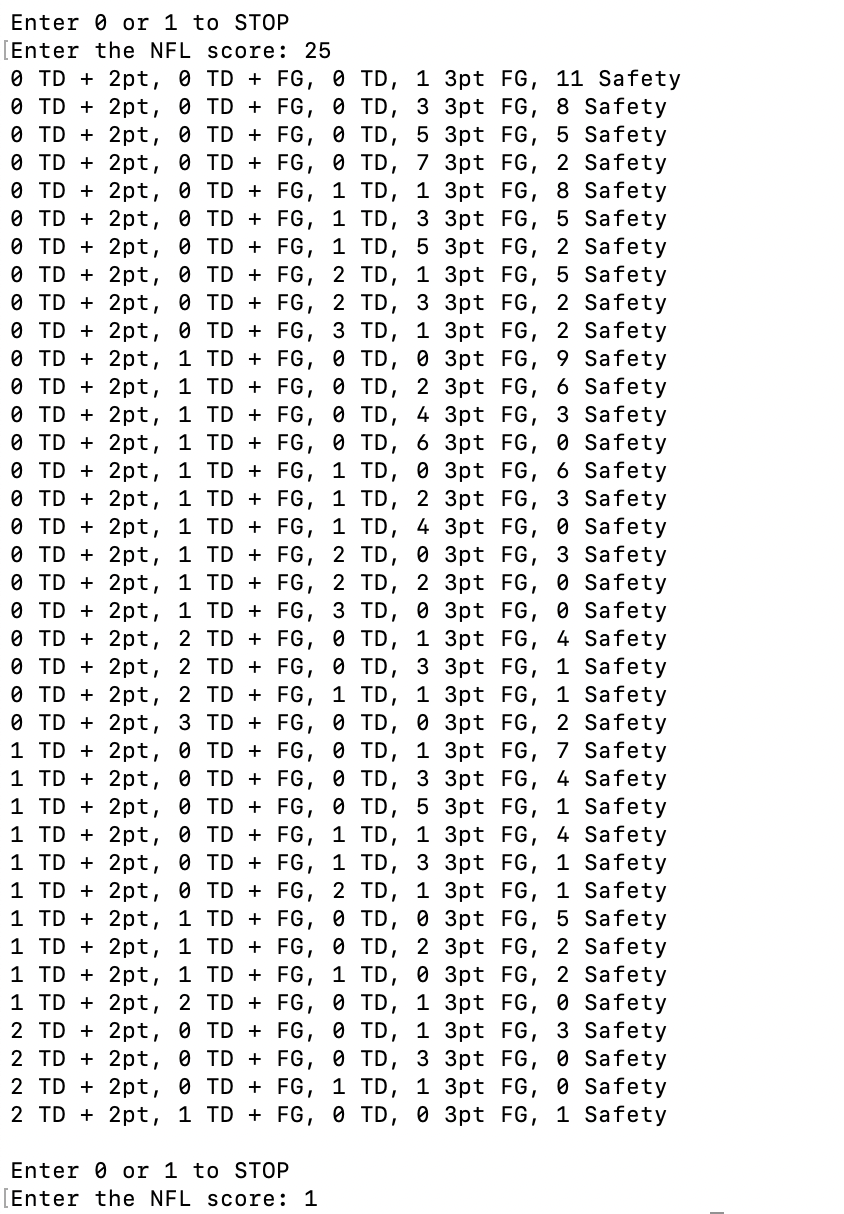 Enter 0 or 1 to STOP
Enter the NFL score: 25
0 TD + 2pt, 0 TD + FG, 0 TD, 1 3pt FG, 11 Safety
0 TD + 2pt, 0 TD + FG, 0 TD, 3 3pt FG, 8 Safety
0 TD + 2pt, 0 TD + FG, 0 TD, 5 3pt FG, 5 Safety
0 TD + 2pt, 0 TD + FG, 0 TD, 7 3pt FG, 2 Safety
0 TD + 2pt, 0 TD + FG, 1 TD, 1 3pt FG, 8 Safety
0 TD + 2pt, 0 TD + FG, 1 TD, 3 3pt FG, 5 Safety
0 TD + 2pt, 0 TD + FG, 1 TD, 5 3pt FG, 2 Safety
0 TD + 2pt, 0 TD + FG, 2 TD, 1 3pt FG, 5 Safety
0 TD + 2pt, 0 TD + FG, 2 TD, 3 3pt FG, 2 Safety
0 TD + 2pt, 0 TD + FG, 3 TD, 1 3pt FG, 2 Safety
0 TD + 2pt, 1 TD + FG, 0 TD, 0 3pt FG, 9 Safety
0 TD + 2pt, 1 TD + FG, 0 TD, 2 3pt FG, 6 Safety
0 TD + 2pt, 1 TD + FG, 0 TD, 4 3pt FG, 3 Safety
0 TD + 2pt, 1 TD + FG, 0 TD, 6 3pt FG, 0 Safety
0 TD + 2pt, 1 TD + FG, 1 TD, 0 3pt FG, 6 Safety
0 TD + 2pt, 1 TD + FG, 1 TD, 2 3pt FG, 3 Safety
0 TD + 2pt, 1 TD + FG, 1 TD, 4 3pt FG, 0 Safety
0 TD + 2pt, 1 TD + FG, 2 TD, 0 3pt FG, 3 Safety
0 TD + 2pt, 1 TD + FG, 2 TD, 2 3pt FG, 0 Safety
0 TD + 2pt, 1 TD + FG, 3 TD, 0 3pt FG, 0 Safety
0 TD + 2pt, 2 TD + FG, 0 TD, 1 3pt FG, 4 Safety
0 TD + 2pt, 2 TD + FG, 0 TD, 3 3pt FG, 1 Safety
0 TD + 2pt, 2 TD + FG, 1 TD, 1 3pt FG, 1 Safety
0 TD + 2pt, 3 TD + FG, 0 TD, 0 3pt FG, 2 Safety
1 TD + 2pt, 0 TD + FG, 0 TD, 1 3pt FG, 7 Safety
1 TD + 2pt, 0 TD + FG, 0 TD, 3 3pt FG, 4 Safety
1 TD + 2pt, 0 TD + FG, 0 TD, 5 3pt FG, 1 Safety
1 TD + 2pt, 0 TD + FG, 1 TD, 1 3pt FG, 4 Safety
1 TD + 2pt, 0 TD + FG, 1 TD, 3 3pt FG, 1 Safety
1 TD + 2pt, 0 TD + FG, 2 TD, 1 3pt FG, 1 Safety
1 TD + 2pt, 1 TD + FG, 0 TD, 0 3pt FG, 5 Safety
1 TD + 2pt, 1 TD + FG, 0 TD, 2 3pt FG, 2 Safety
1 TD + 2pt, 1 TD + FG, 1 TD, 0 3pt FG, 2 Safety
1 TD + 2pt, 2 TD + FG, 0 TD, 1 3pt FG, 0 Safety
2 TD + 2pt, 0 TD + FG, 0 TD, 1 3pt FG, 3 Safety
2 TD + 2pt, 0 TD + FG, 0 TD, 3 3pt FG, 0 Safety
2 TD + 2pt, 0 TD + FG, 1 TD, 1 3pt FG, 0 Safety
2 TD + 2pt, 1 TD + FG, 0 TD, 0 3pt FG, 1 Safety
Enter 0 or 1 to STOP
Enter the NFL score: 1